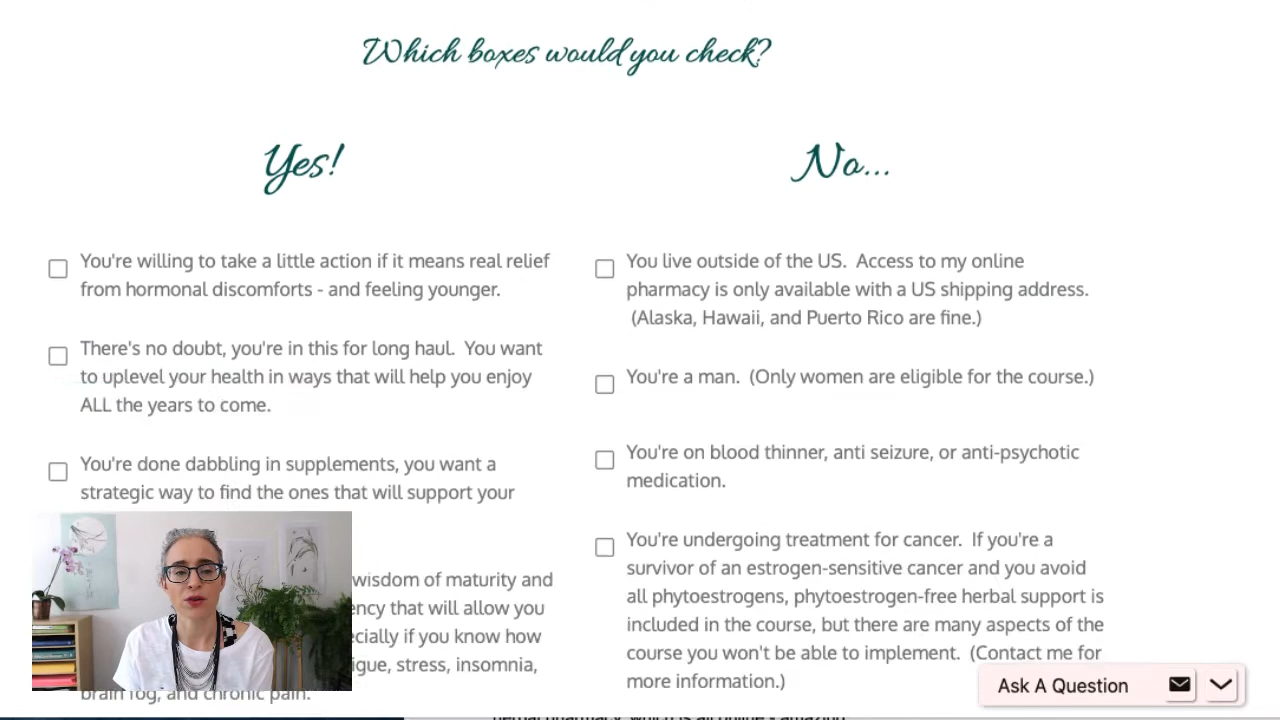 Which boxes would you check?
Yes!
You're willing to take a little action if it means real relief
from hormonal discomforts - and feeling younger.
There's no doubt, you're in this for long haul.  You want
to uplevel your health in ways that will help you enjoy
ALL the years to come.
You're done dabbling in supplements, you want a
strategic way to find the ones that will support your
wisdom of maturity and
ency that will allow you
ecially if you know how
igue, stress, insomnia,
brain fog, and chronic pain.
No...
You live outside of the US.  Access to my online
pharmacy is only available with a US shipping address.
(Alaska, Hawaii, and Puerto Rico are fine.)
You're a man.  (Only women are eligible for the course.)
You're on blood thinner, anti seizure, or anti-psychotic
medication.
You're undergoing treatment for cancer.  If you're a
survivor of an estrogen-sensitive cancer and you avoid
all phytoestrogens, phytoestrogen-free herbal support is
included in the course, but there are many aspects of the
course you won't be able to implement.  (Contact me for
more information.)
Ask A Question
herbal pharmacy, which is all online - amazing